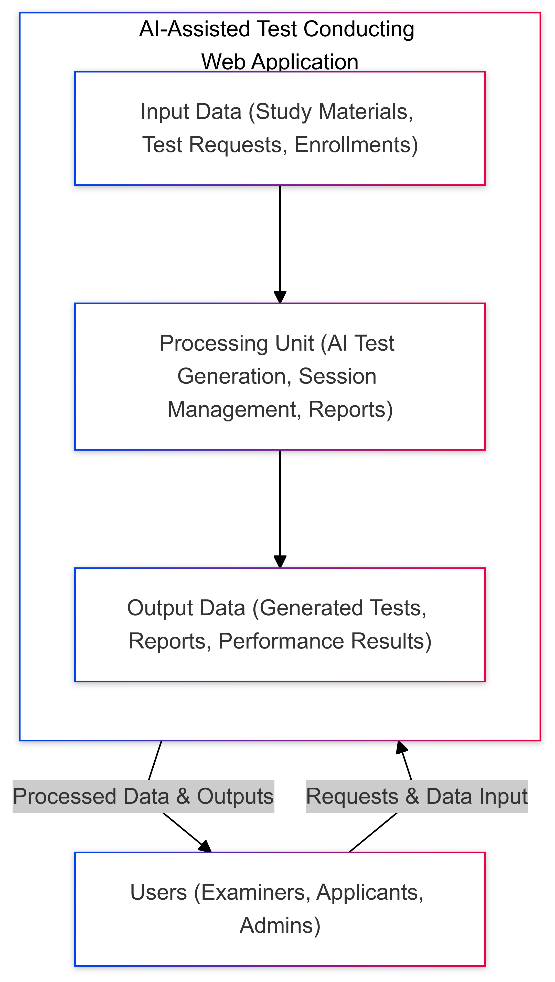 AI-Assisted Test Conducting
Web Application
Input Data (Study Materials,
Test Requests, Enrollments)
Processing Unit (AI Test
Generation, Session
Management, Reports)
Output Data (Generated Tests,
Reports, Performance Results)
Processed Data & Outputs
Requests & Data Input
Users (Examiners, Applicants,
Admins)